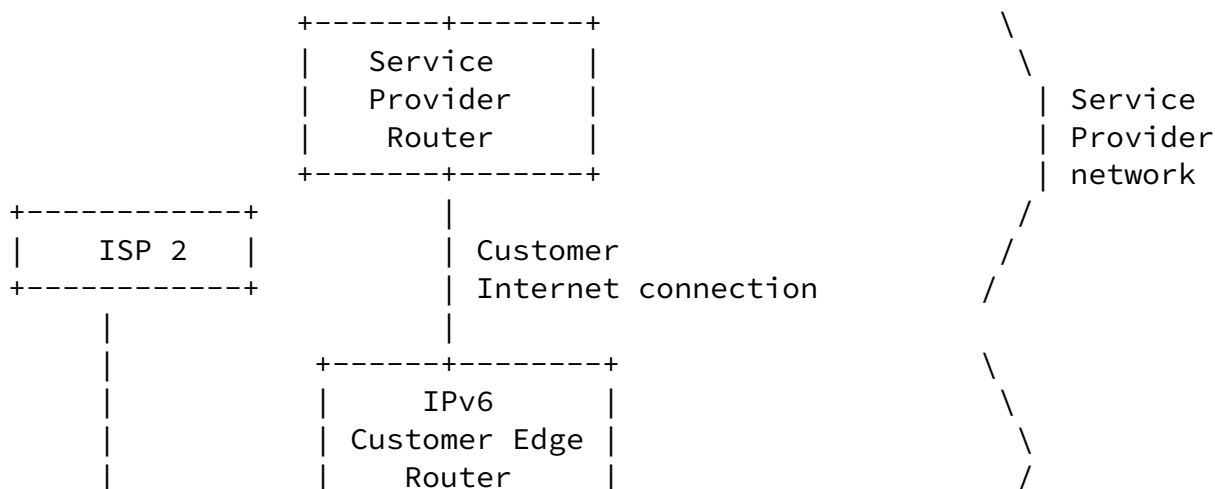 +-------+-------+                      \
|   Service     |                       \
|   Provider    |                        | Service
|    Router     |                        | Provider
+-------+-------+                        | network
+------------+          |                               /
|    ISP 2   |          | Customer                     /
+------------+          | Internet connection         /
|                  |
|           +------+--------+                    \
|           |     IPv6      |                     \
|           | Customer Edge |                      \
|           |    Router     |                      /